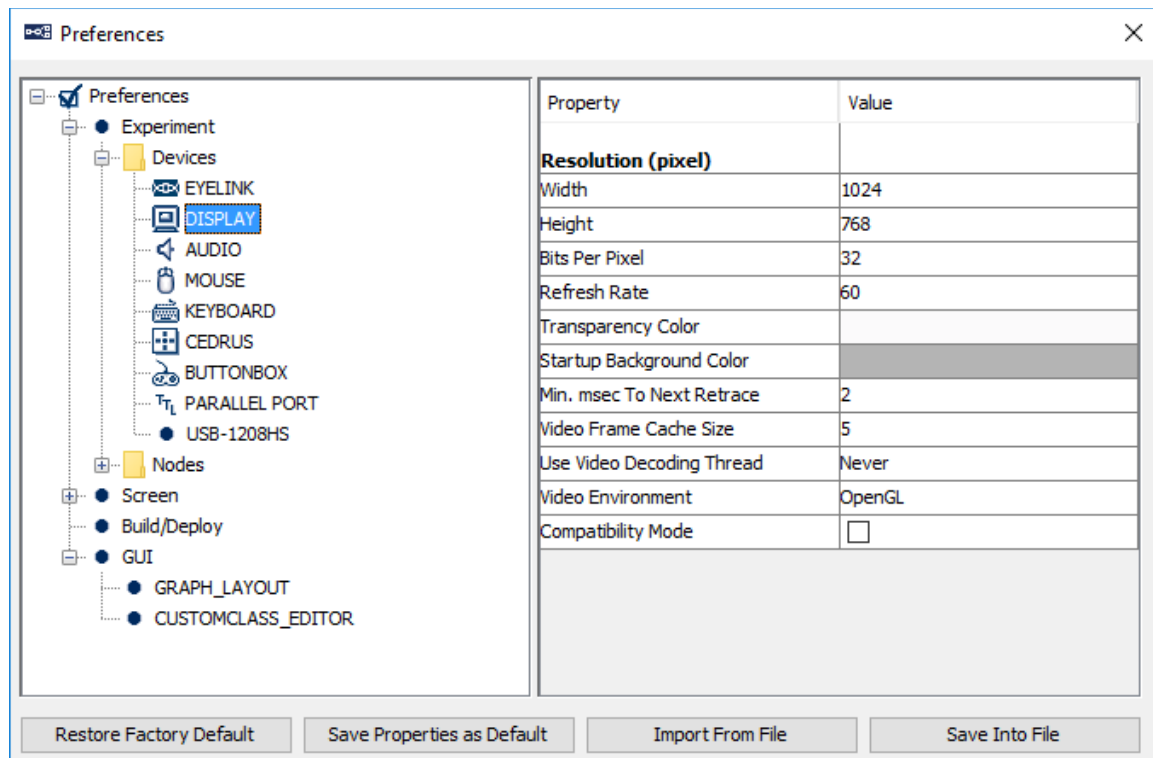 Preferences
Preferences
Experiment
Devices
EYELINK
DISPLAY
AUDIO
MOUSE
KEYBOARD
CEDRUS
BUTTONBOX
TTL PARALLEL PORT
USB-1208HS
Nodes
Screen
Build/Deploy
GUI
GRAPH_LAYOUT
CUSTOMCLASS_EDITOR
Property Value
Resolution (pixel)
Width 1024
Height 768
Bits Per Pixel 32
Refresh Rate 60
Transparency Color
Startup Background Color
Min. msec To Next Retrace 2
Video Frame Cache Size 5
Use Video Decoding Thread Never
Video Environment OpenGL
Compatibility Mode
Restore Factory Default Save Properties as Default Import From File Save Into File